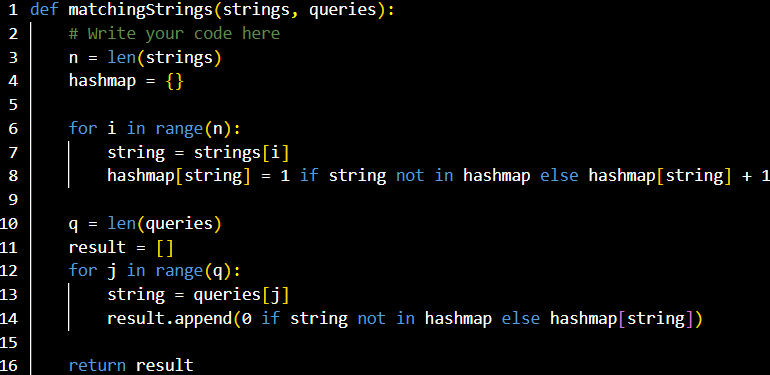 1 def matchingStrings(strings, queries):
2     # Write your code here
3     n = len(strings)
4     hashmap = {}
5
6     for i in range(n):
7         string = strings[i]
8         hashmap[string] = 1 if string not in hashmap else hashmap[string] + 1
9
10     q = len(queries)
11     result = []
12     for j in range(q):
13         string = queries[j]
14         result.append(0 if string not in hashmap else hashmap[string])
15
16     return result